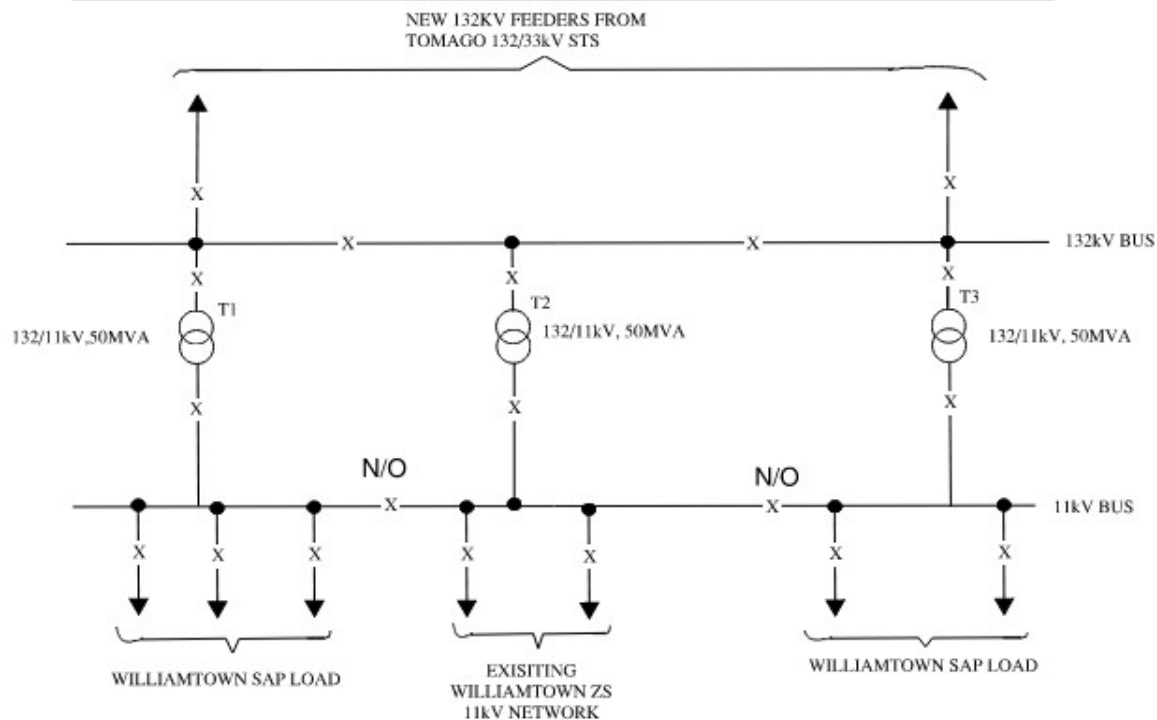 NEW 132KV FEEDERS FROM
TOMAGO 132/33kV STS
X
X
X
X
132kV BUS
X
X
X
T1
T2
T3
132/11kV,50MVA
132/11kV, 50MVA
132/11kV, 50MVA
X
X
X
N/O
N/O
X
X
11kV BUS
X
X
X
X
X
X
X
WILLIAMTOWN SAP LOAD
EXISITING
WILLIAMTOWN ZS
11kV NETWORK
WILLIAMTOWN SAP LOAD